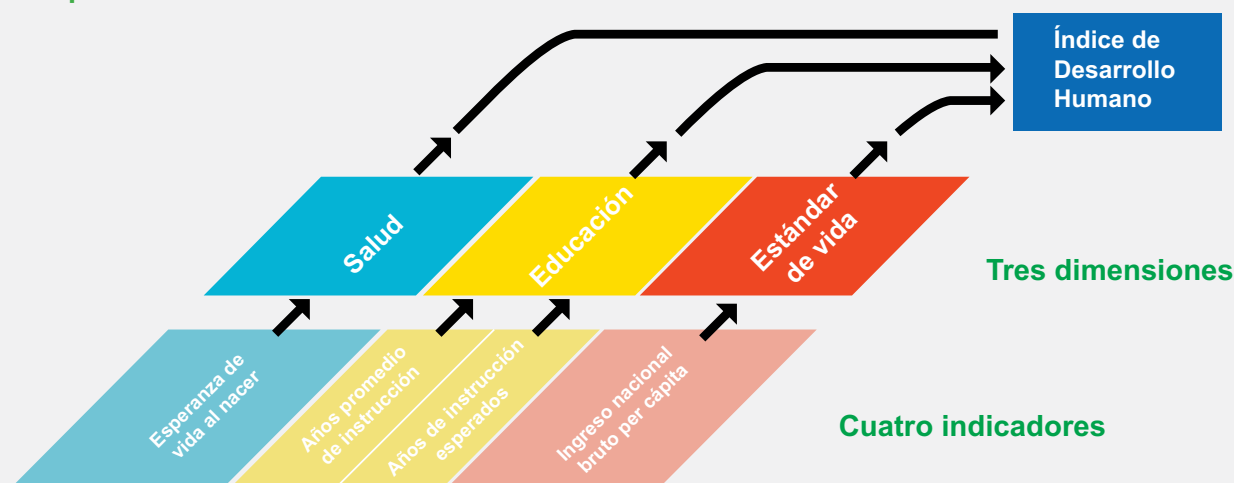 Índice de
Desarrollo
Humano
Salud
Educación
Estándar
de vida
Tres dimensiones
Esperanza de
vida al nacer
Años promedio
de instrucción
Años de instrucción
esperados
Ingreso nacional
bruto per cápita
Cuatro indicadores